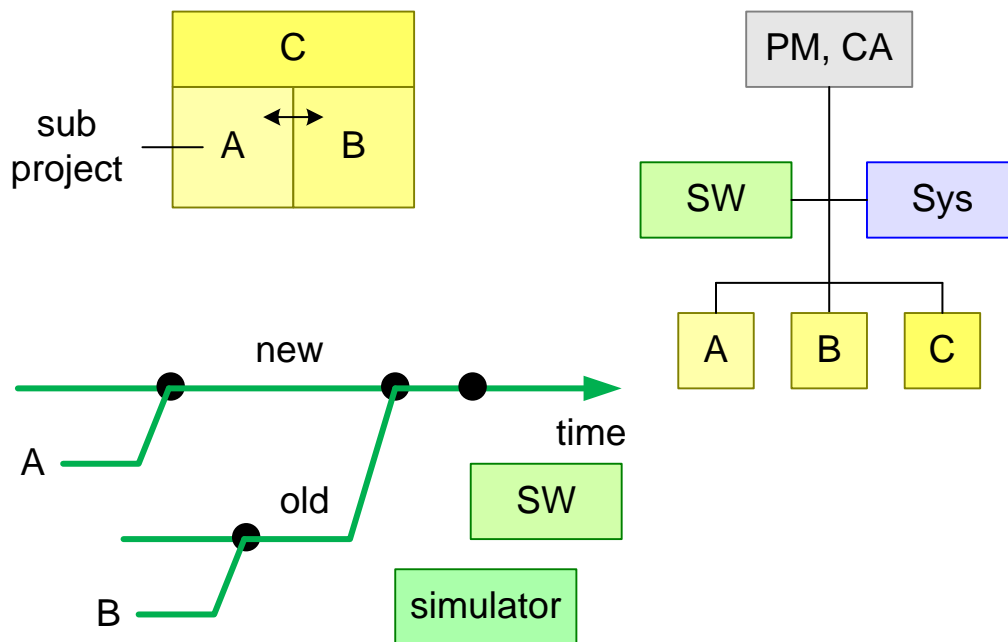 C
sub
project
A
B
PM, CA
SW
Sys
A
B
C
new
time
A
old
SW
B
simulator